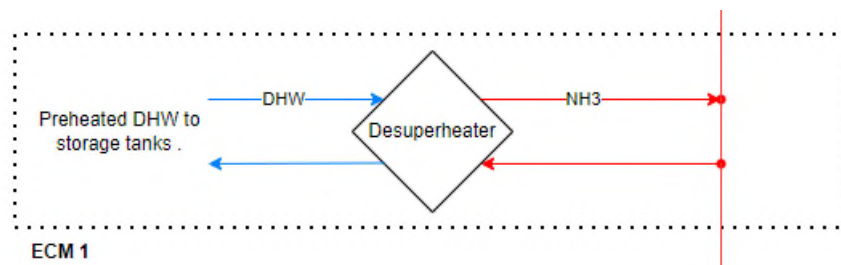 DHW
NH3
Preheated DHW to
storage tanks .
Desuperheater
ECM 1